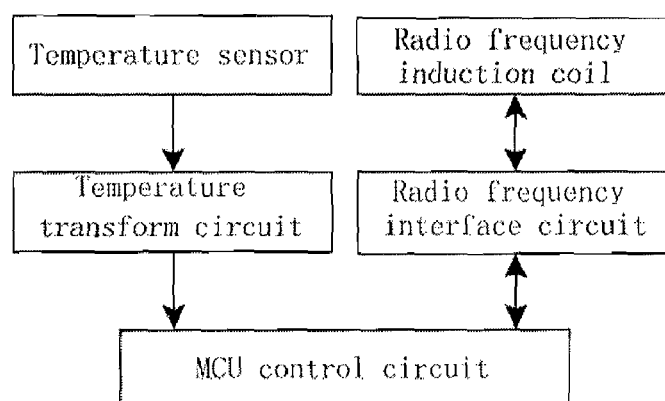 Temperature sensor
Radio frequency
induction coil
Temperature
transform circuit
Radio frequency
interface circuit
MCU control circuit